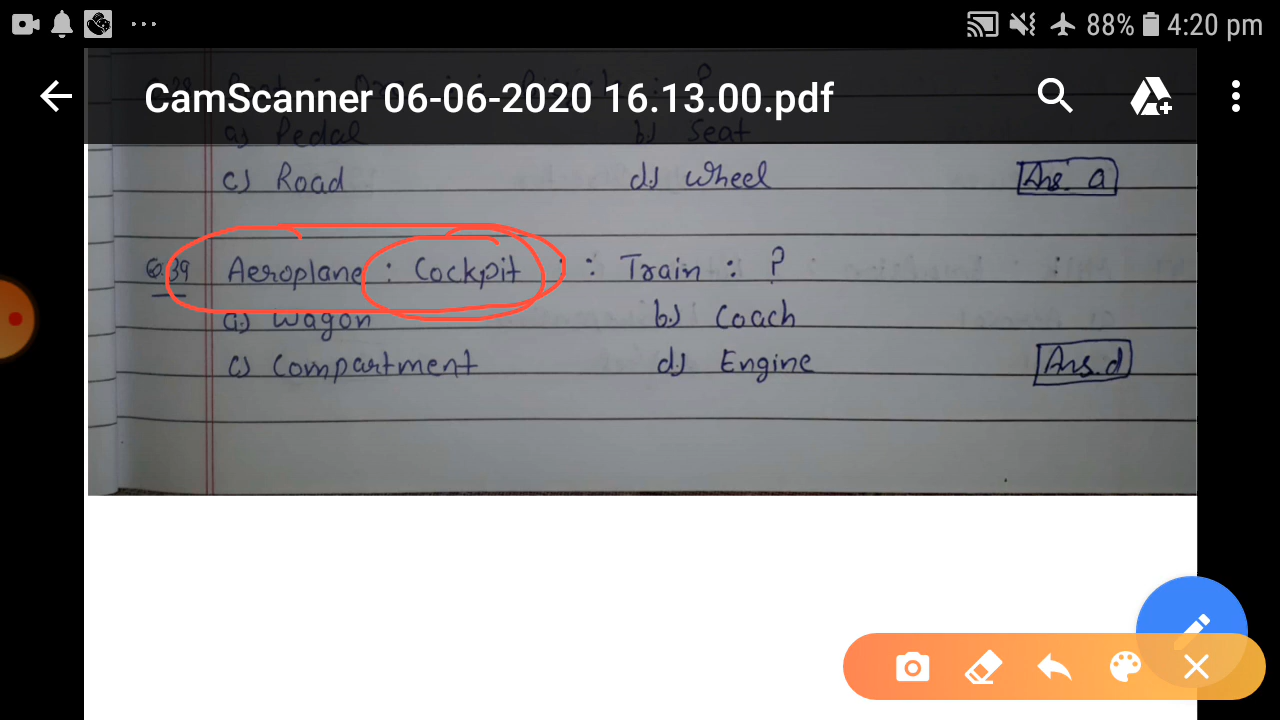 88% 4:20 pm
CamScanner 06-06-2020 16.13.00.pdf
a) Pedal b.) Seat
c) Road d.) Wheel Ans. a
Q.39 Aeroplane : Cockpit : : Train : ?
a.) Wagon b.) Coach
c) Compartment d.) Engine Ans.d